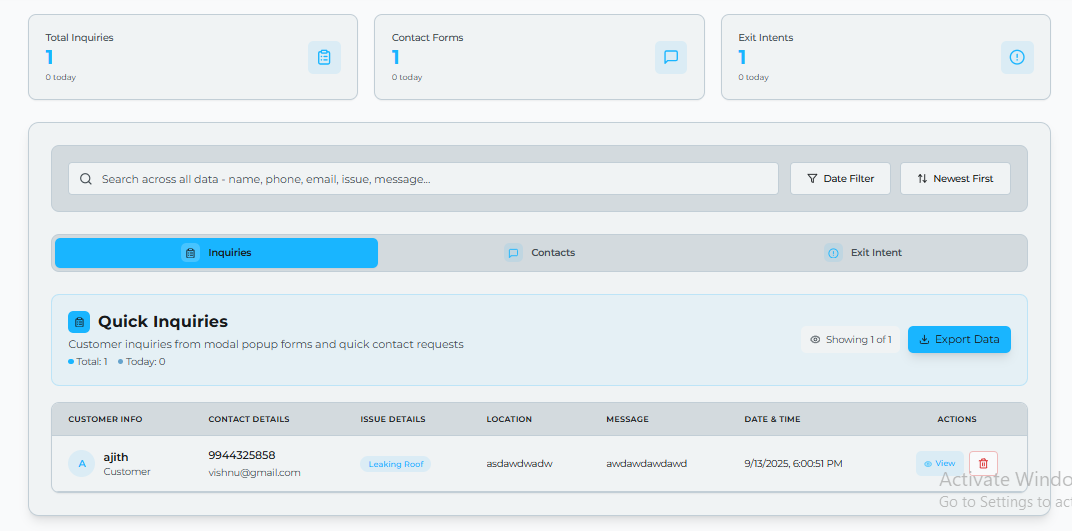 Total Inquiries
1
0 today
Contact Forms
1
0 today
Exit Intents
1
0 today
Search across all data - name, phone, email, issue, message...
Date Filter
Newest First
Inquiries
Contacts
Exit Intent
Quick Inquiries
Customer inquiries from modal popup forms and quick contact requests
Total: 1
Today: 0
Showing 1 of 1
Export Data
CUSTOMER INFO CONTACT DETAILS ISSUE DETAILS LOCATION MESSAGE DATE & TIME ACTIONS
A
ajith
Customer
9944325858
vishnu@gmail.com
Leaking Roof
asdawdwadw
awdawdawdawd
9/13/2025, 6:00:51 PM
View
Activate Windo
Go to Settings to act